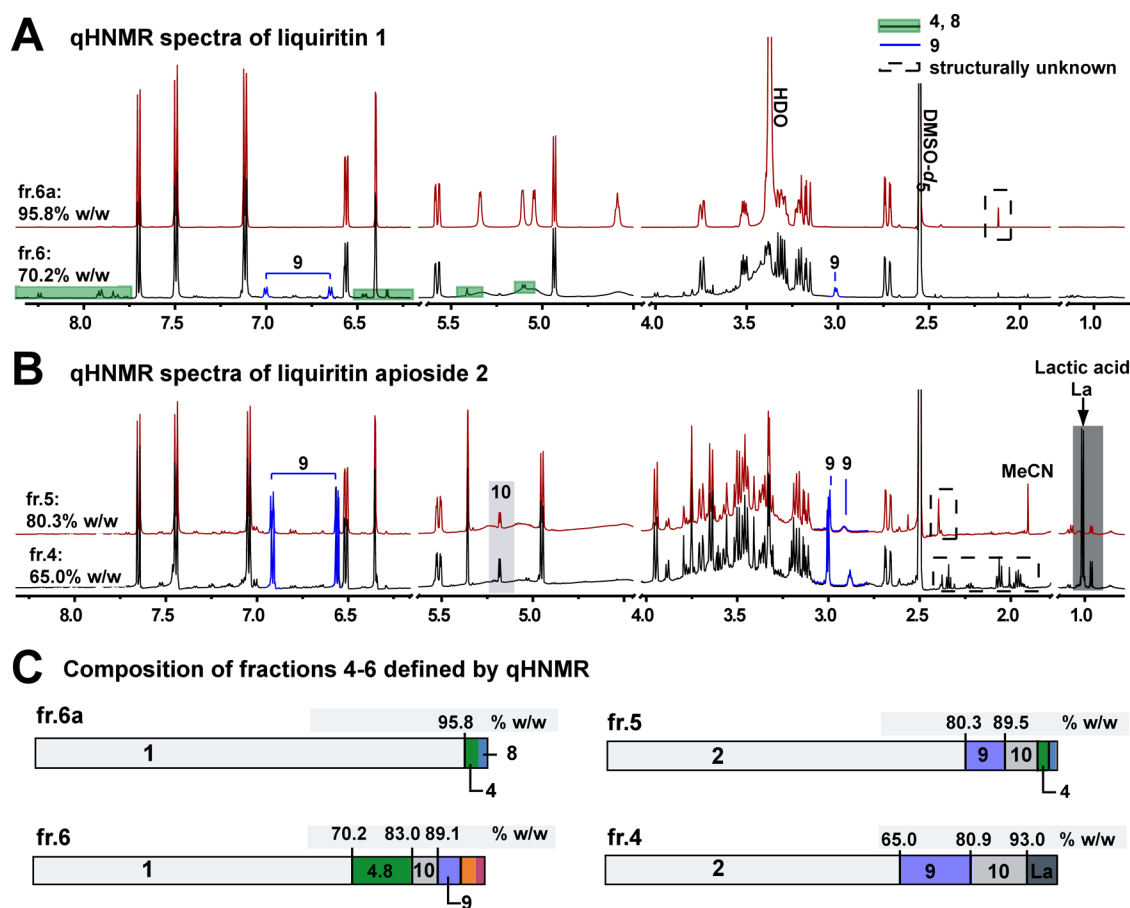 A qHNMR spectra of liquiritin 1
4, 8
9
structurally unknown
HDO
DMSO-d5
fr.6a:
95.8% w/w
fr.6:
70.2% w/w
9
9
8.0 7.5 7.0 6.5 5.5 5.0 4.0 3.5 3.0 2.5 2.0 1.0
B qHNMR spectra of liquiritin apioside 2
Lactic acid
La
9
10
9 9
MeCN
fr.5:
80.3% w/w
fr.4:
65.0% w/w
8.0 7.5 7.0 6.5 5.5 5.0 4.0 3.5 3.0 2.5 2.0 1.0
C Composition of fractions 4-6 defined by qHNMR
fr.6a
95.8 % w/w
1
8
4
fr.5
80.3 89.5 % w/w
2 9 10
4
fr.6
70.2 83.0 89.1 % w/w
1 4.8 10
9
fr.4
65.0 80.9 93.0 % w/w
2 9 10 La